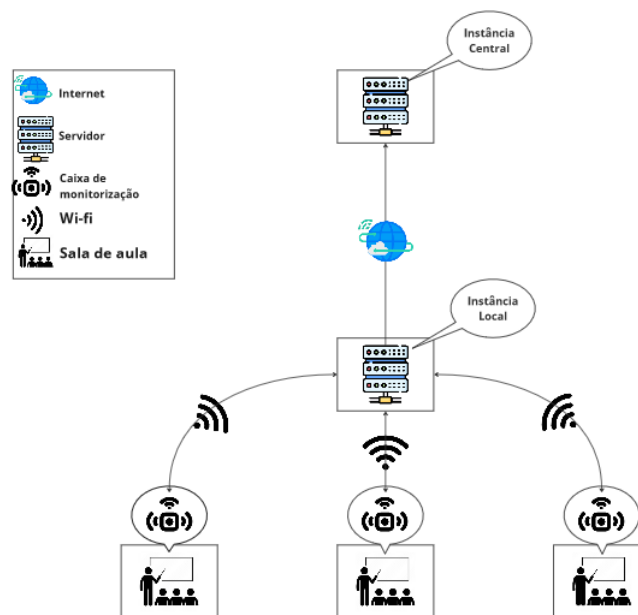 Instância
Central
Internet
Servidor
Caixa de
monitorização
Wi-fi
Sala de aula
Instância
Local